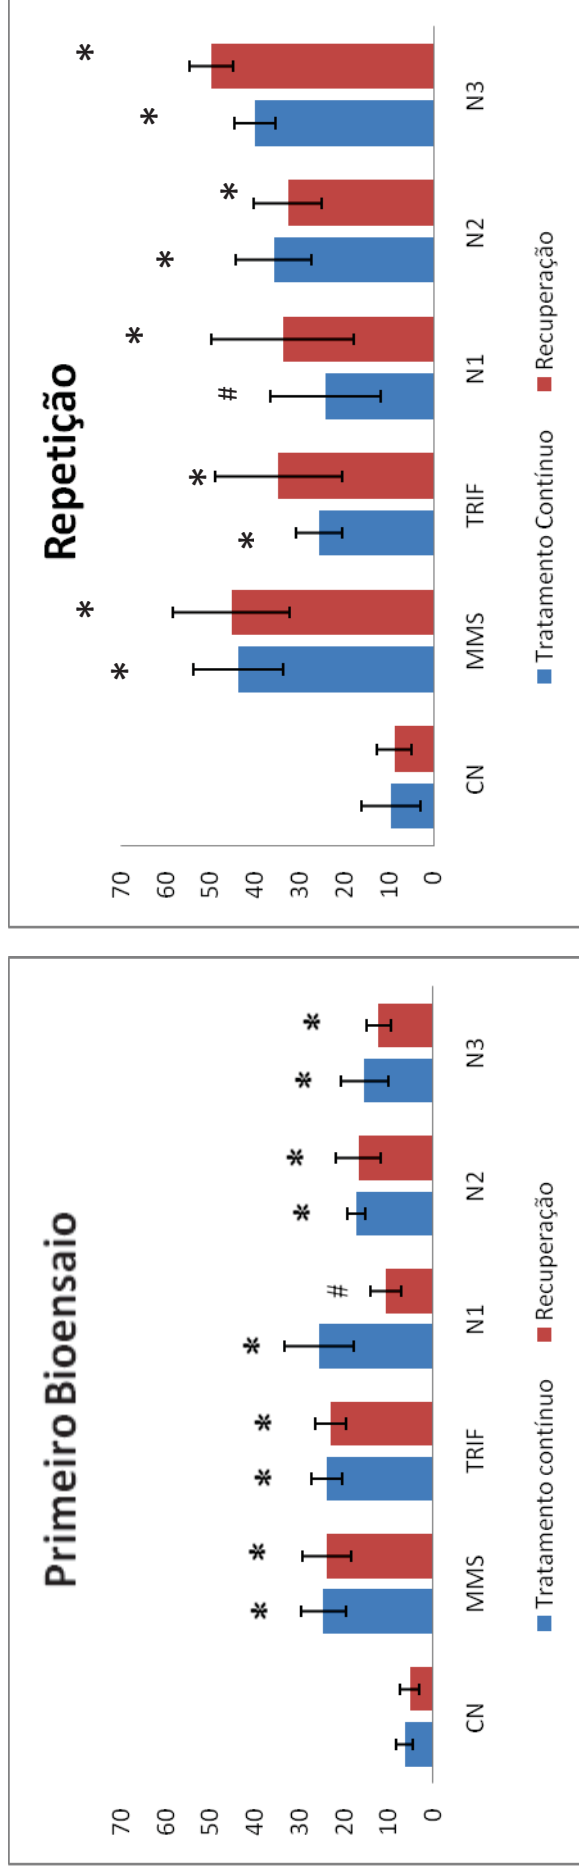 Primeiro Bioensaio
70
60
50
40
30
20
10
0
* * * * * # * * * *
CN MMS TRIF N1 N2 N3
Tratamento contínuo Recuperação
Repetição
70
60
50
40
30
20
10
0
* * * * # * * * * *
CN MMS TRIF N1 N2 N3
Tratamento Contínuo Recuperação